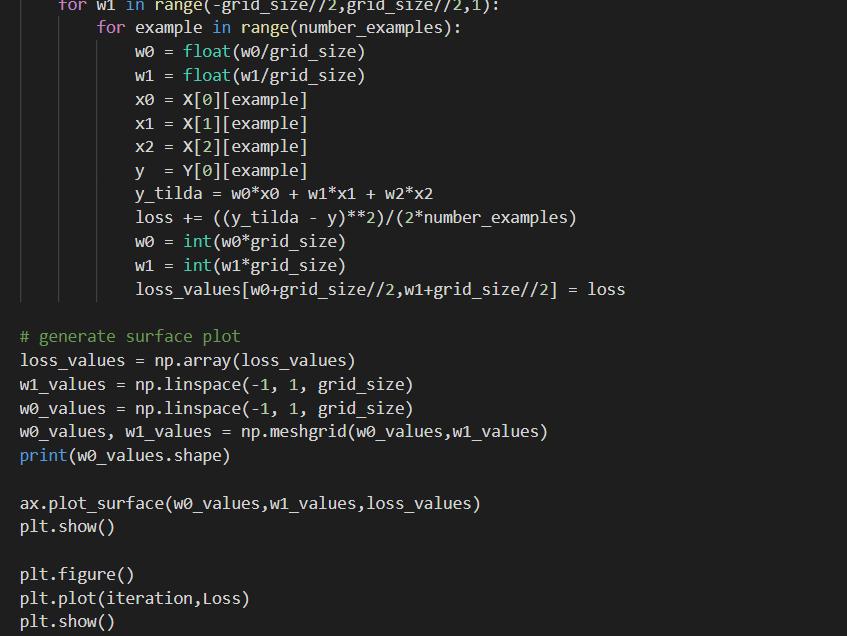 for w1 in range(-grid_size//2,grid_size//2,1):
for example in range(number_examples):
w0 = float(w0/grid_size)
w1 = float(w1/grid_size)
x0 = X[0][example]
x1 = X[1][example]
x2 = X[2][example]
y  = Y[0][example]
y_tilda = w0*x0 + w1*x1 + w2*x2
loss += ((y_tilda - y)**2)/(2*number_examples)
w0 = int(w0*grid_size)
w1 = int(w1*grid_size)
loss_values[w0+grid_size//2,w1+grid_size//2] = loss
# generate surface plot
loss_values = np.array(loss_values)
w1_values = np.linspace(-1, 1, grid_size)
w0_values = np.linspace(-1, 1, grid_size)
w0_values, w1_values = np.meshgrid(w0_values,w1_values)
print(w0_values.shape)
ax.plot_surface(w0_values,w1_values,loss_values)
plt.show()
plt.figure()
plt.plot(iteration,Loss)
plt.show()